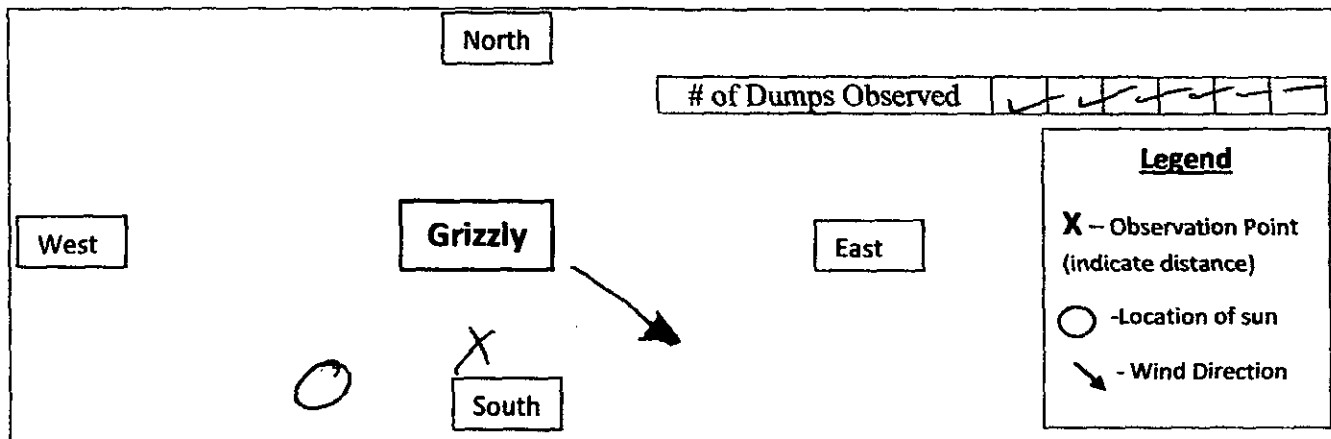 North
# of Dumps Observed ✓ ✓ ✓ ✓ ✓ –
Legend
West
Grizzly
East
X – Observation Point
(indicate distance)
-Location of sun
- Wind Direction
X
South